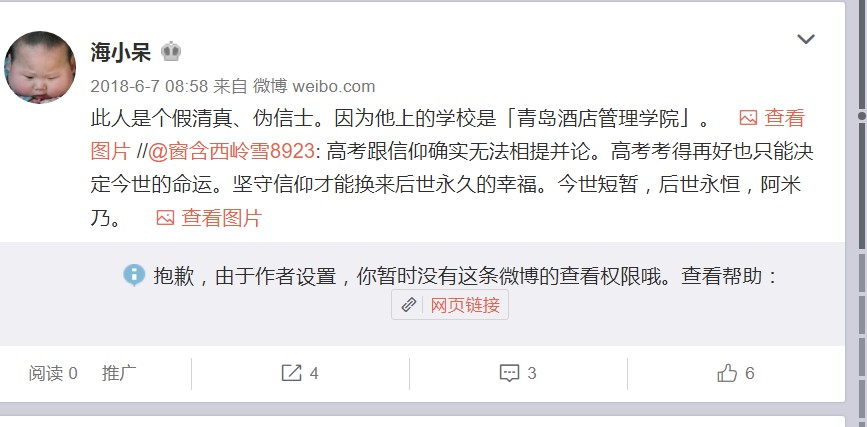 海小呆
2018-6-7 08:58 来自 微博 weibo.com
此人是个假清真、伪信士。因为他上的学校是「青岛酒店管理学院」。 查看
图片 //@窗含西岭雪8923: 高考跟信仰确实无法相提并论。高考考得再好也只能决
定今世的命运。坚守信仰才能换来后世永久的幸福。今世短暂，后世永恒，阿米
乃。 查看图片
抱歉，由于作者设置，你暂时没有这条微博的查看权限哦。查看帮助：
网页链接
阅读 0 推广 4 3 6